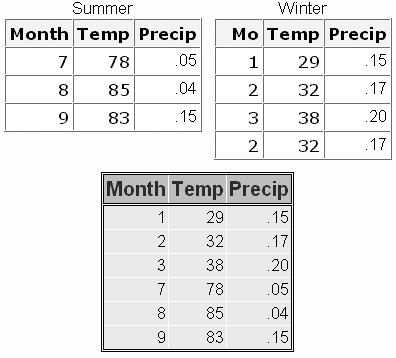 Summer
Month Temp Precip
7 78 .05
8 85 .04
9 83 .15
Winter
Mo Temp Precip
1 29 .15
2 32 .17
3 38 .20
2 32 .17
Month Temp Precip
1 29 .15
2 32 .17
3 38 .20
7 78 .05
8 85 .04
9 83 .15